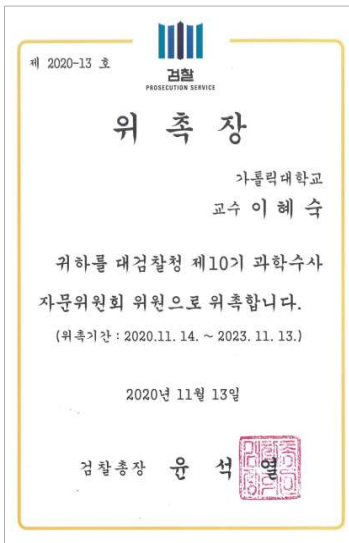 제 2020-13 호
검찰
PROSECUTION SERVICE
위 촉 장
가톨릭대학교
교수 이 혜 숙
귀하를 대검찰청 제10기 과학수사
자문위원회 위원으로 위촉합니다.
(위촉기간 : 2020.11. 14. ~ 2023. 11. 13.)
2020년 11월 13일
검찰총장 윤 석 열